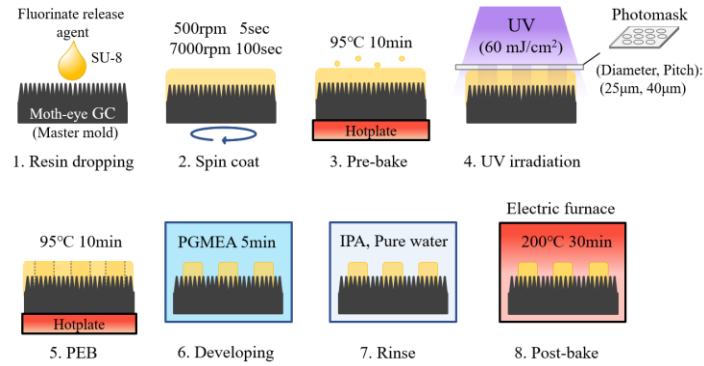 Fluorinate release
agent
SU-8
Moth-eye GC
(Master mold)
1. Resin dropping
500rpm 5sec
7000rpm 100sec
2. Spin coat
95℃ 10min
Hotplate
3. Pre-bake
UV
(60 mJ/cm²)
Photomask
(Diameter, Pitch):
(25μm, 40μm)
4. UV irradiation
95℃ 10min
Hotplate
5. PEB
PGMEA 5min
6. Developing
IPA, Pure water
7. Rinse
Electric furnace
200℃ 30min
8. Post-bake